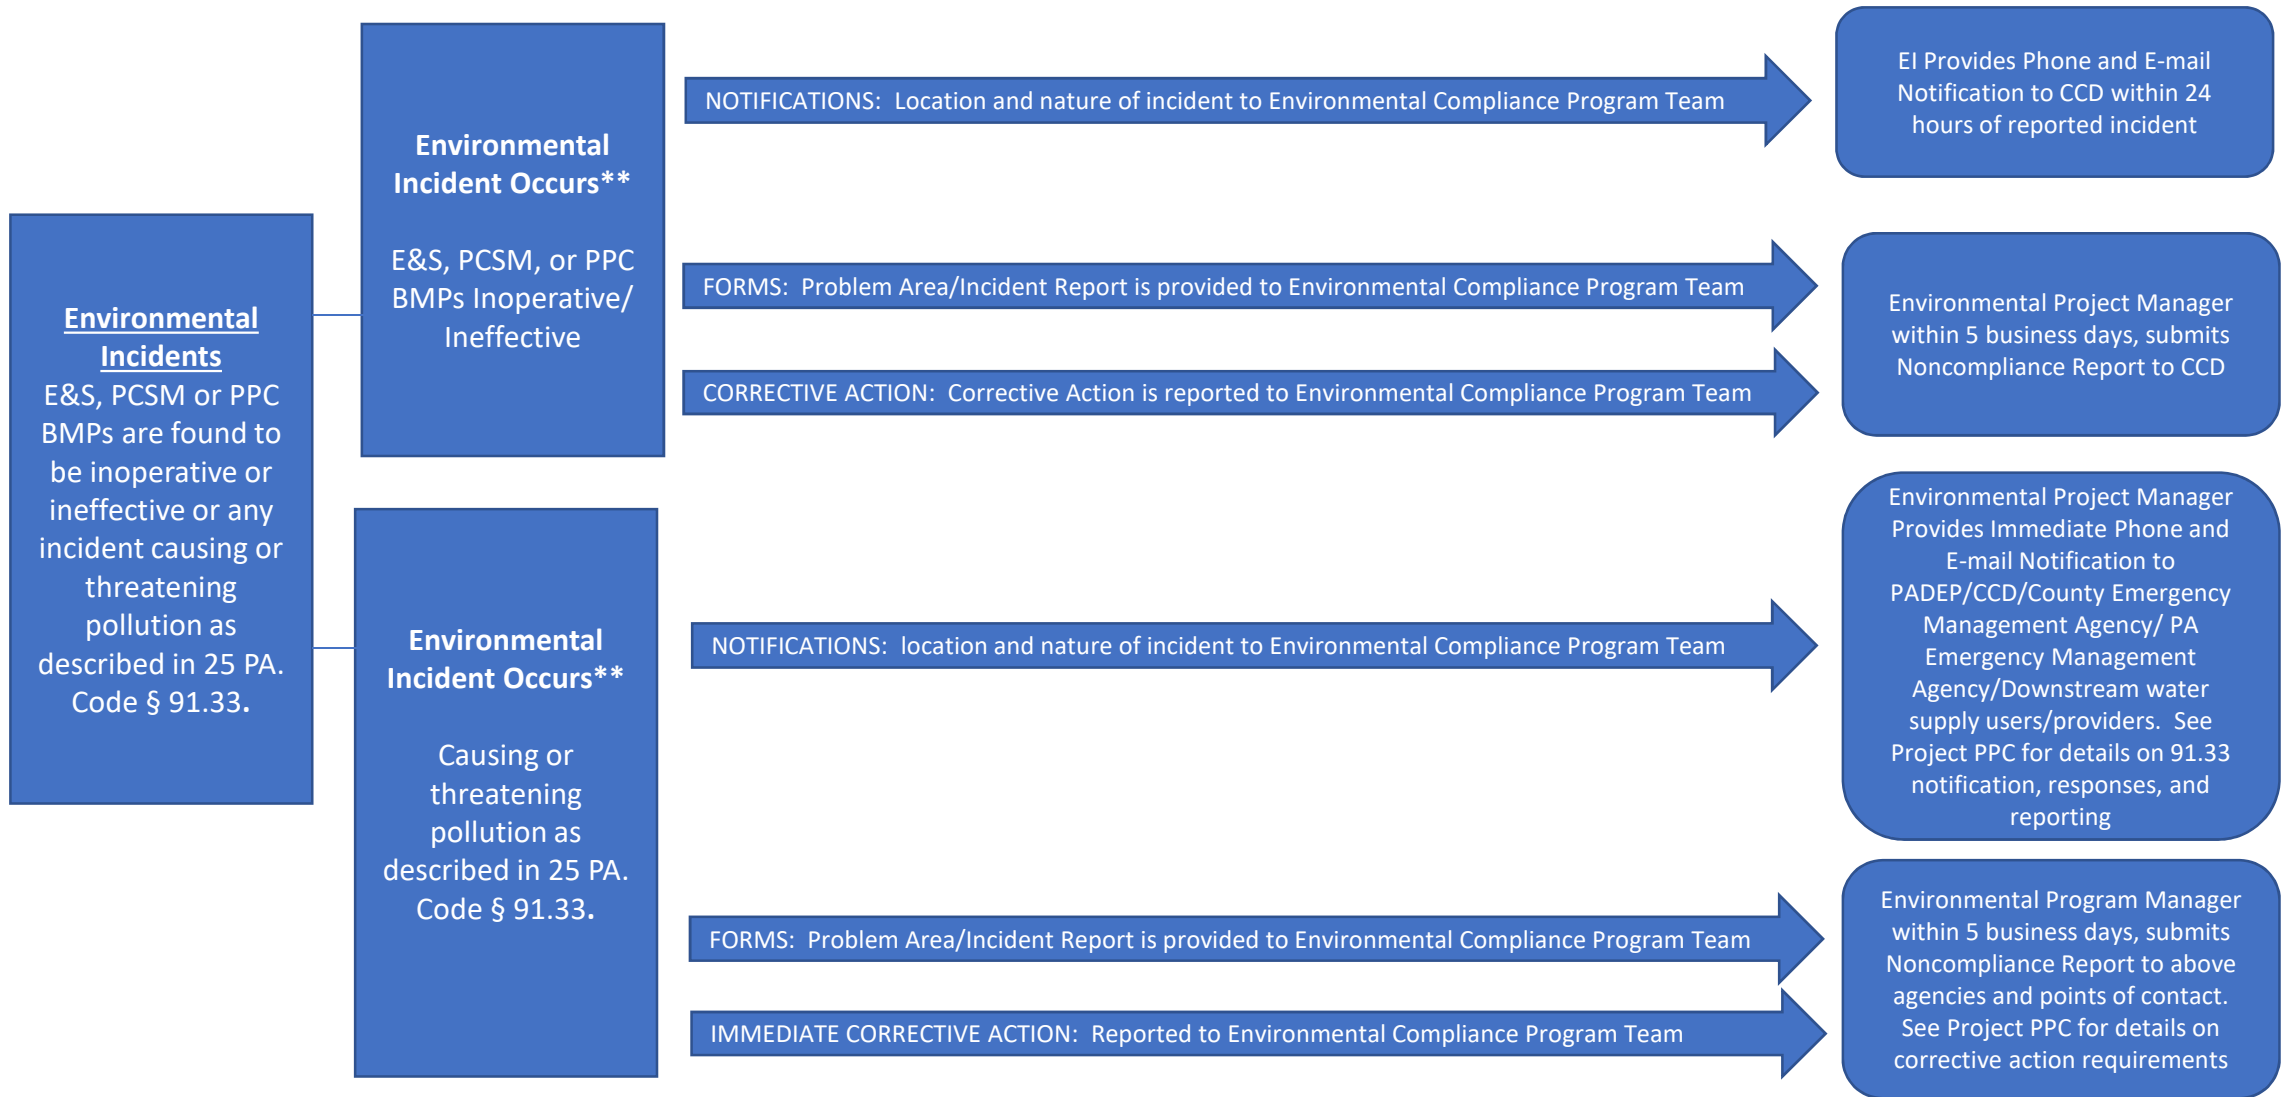 Environmental
Incidents
E&S, PCSM or PPC
BMPs are found to
be inoperative or
ineffective or any
incident causing or
threatening
pollution as
described in 25 PA.
Code § 91.33.
Environmental
Incident Occurs**
E&S, PCSM, or PPC
BMPs Inoperative/
Ineffective
NOTIFICATIONS: Location and nature of incident to Environmental Compliance Program Team
EI Provides Phone and E-mail
Notification to CCD within 24
hours of reported incident
FORMS: Problem Area/Incident Report is provided to Environmental Compliance Program Team
CORRECTIVE ACTION: Corrective Action is reported to Environmental Compliance Program Team
Environmental Project Manager
within 5 business days, submits
Noncompliance Report to CCD
Environmental
Incident Occurs**
Causing or
threatening
pollution as
described in 25 PA.
Code § 91.33.
NOTIFICATIONS: location and nature of incident to Environmental Compliance Program Team
Environmental Project Manager
Provides Immediate Phone and
E-mail Notification to
PADEP/CCD/County Emergency
Management Agency/ PA
Emergency Management
Agency/Downstream water
supply users/providers. See
Project PPC for details on 91.33
notification, responses, and
reporting
FORMS: Problem Area/Incident Report is provided to Environmental Compliance Program Team
IMMEDIATE CORRECTIVE ACTION: Reported to Environmental Compliance Program Team
Environmental Program Manager
within 5 business days, submits
Noncompliance Report to above
agencies and points of contact.
See Project PPC for details on
corrective action requirements